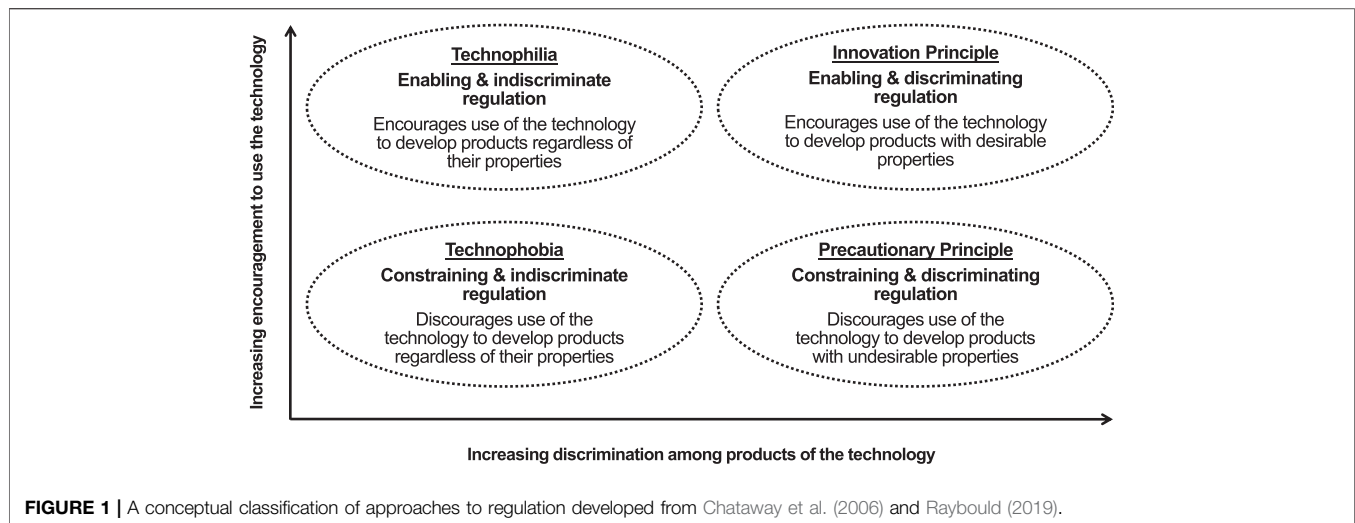 Increasing encouragement to use the technology
Technophilia
Enabling & indiscriminate
regulation
Encourages use of the technology
to develop products regardless of
their properties
Innovation Principle
Enabling & discriminating
regulation
Encourages use of the technology
to develop products with desirable
properties
Technophobia
Constraining & indiscriminate
regulation
Discourages use of the
technology to develop products
regardless of their properties
Precautionary Principle
Constraining & discriminating
regulation
Discourages use of the
technology to develop products
with undesirable properties
Increasing discrimination among products of the technology
FIGURE 1 | A conceptual classification of approaches to regulation developed from Chataway et al. (2006) and Raybould (2019).